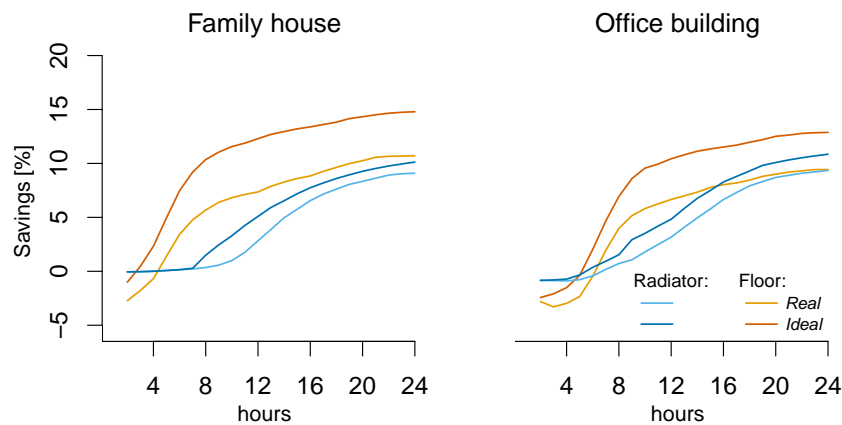 Family house
Office building
Savings [%]
20
15
10
5
0
−5
4 8 12 16 20 24
hours
Radiator: Floor:
Real
Ideal
4 8 12 16 20 24
hours